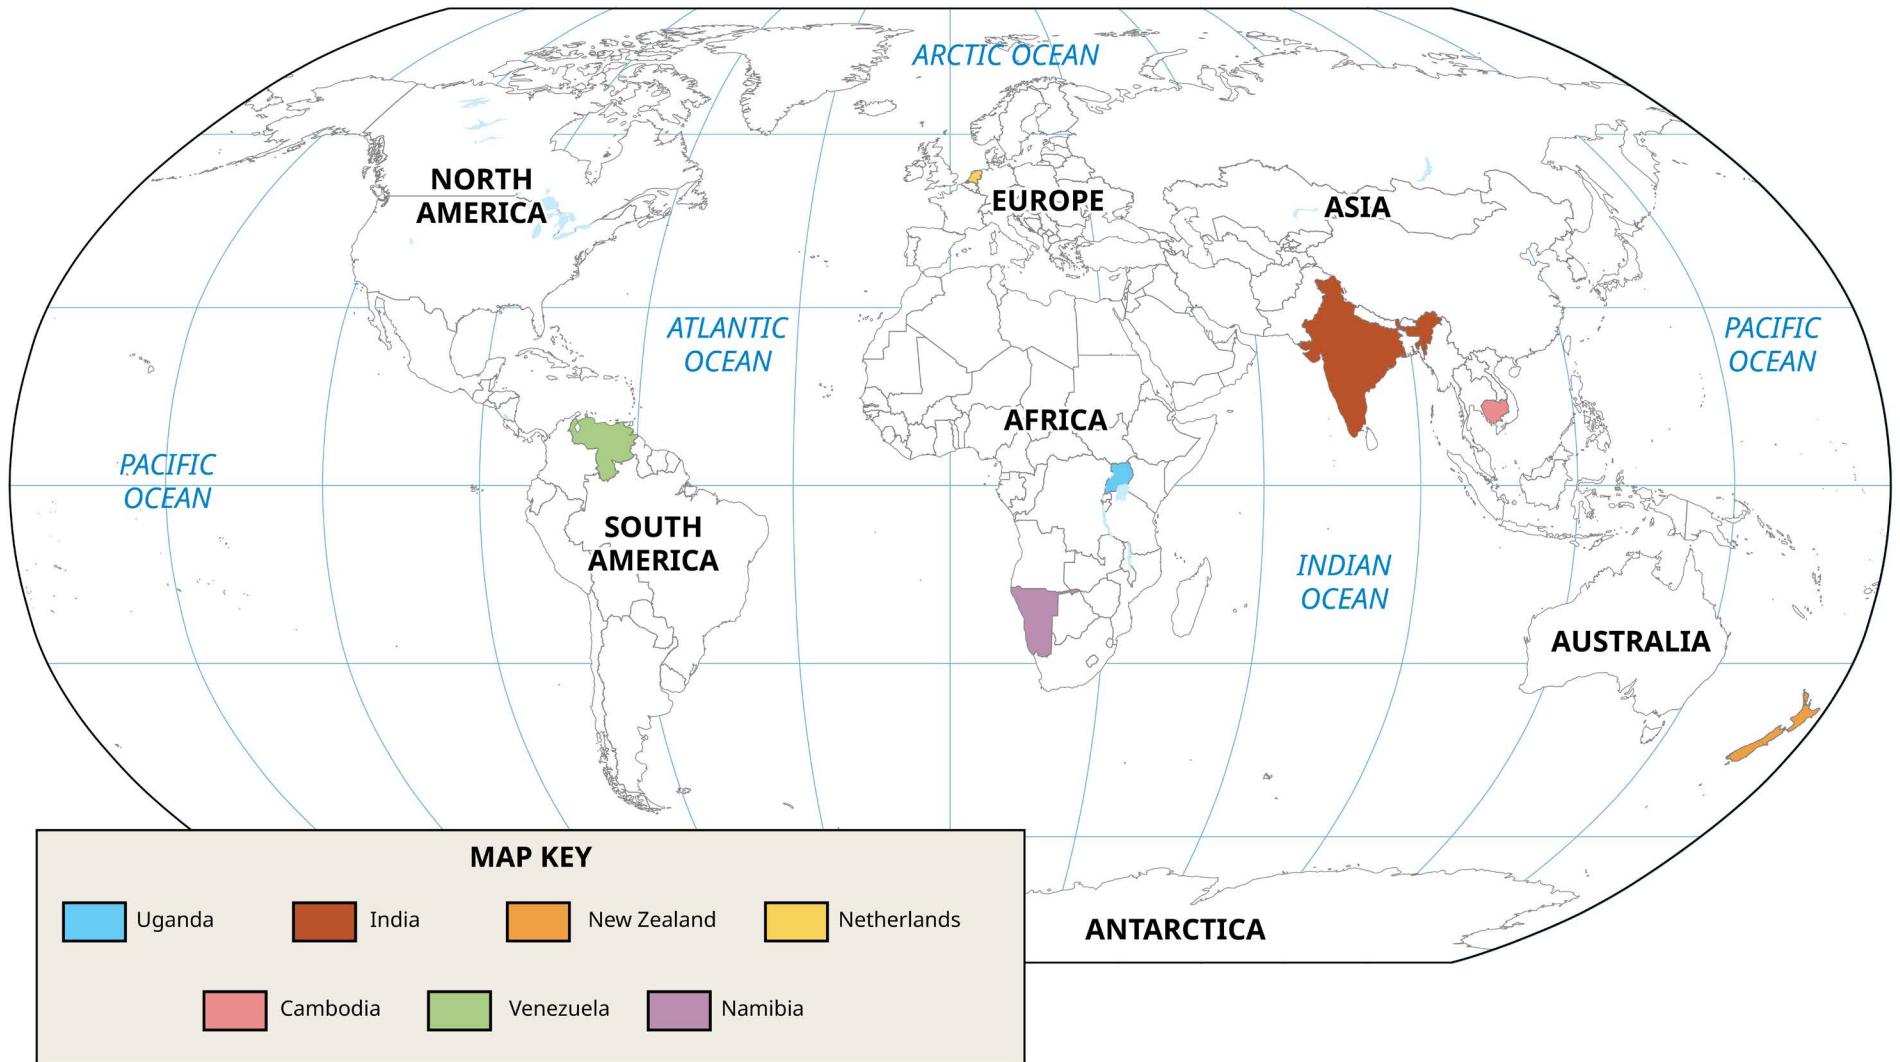 ARCTIC OCEAN
NORTH
AMERICA
EUROPE
ASIA
ATLANTIC
OCEAN
PACIFIC
OCEAN
AFRICA
PACIFIC
OCEAN
SOUTH
AMERICA
INDIAN
OCEAN
AUSTRALIA
ANTARCTICA
MAP KEY
Uganda
India
New Zealand
Netherlands
Cambodia
Venezuela
Namibia